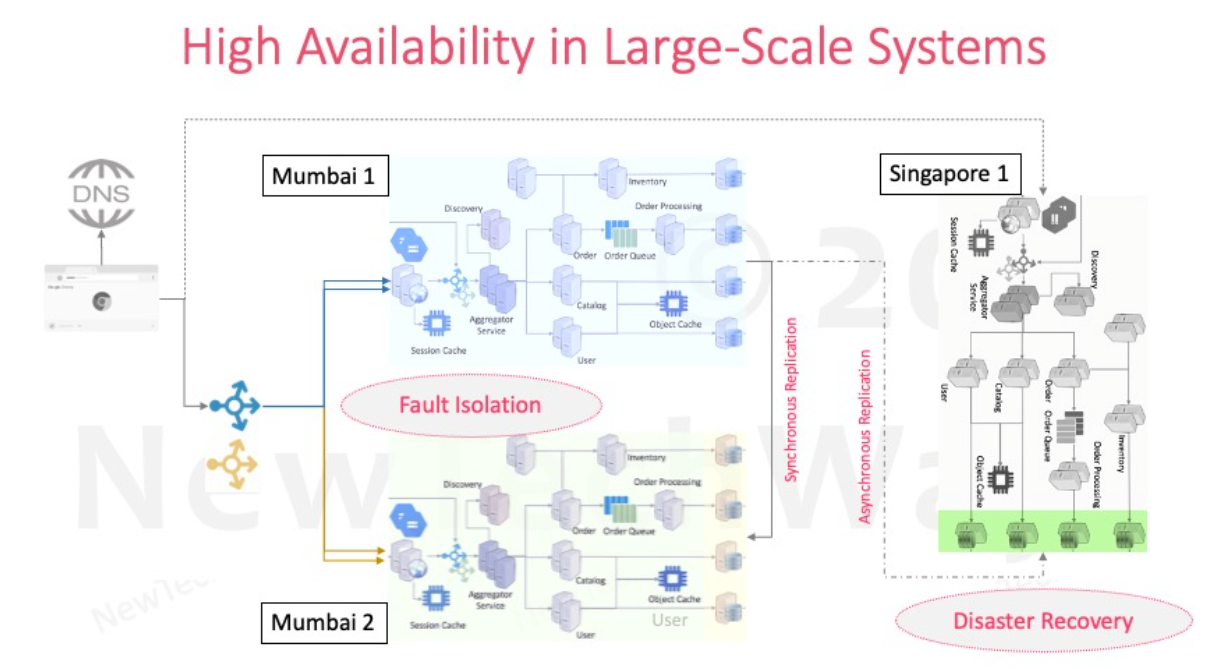 High Availability in Large-Scale Systems
DNS
Mumbai 1
Inventory
Discovery
Order Processing
Order
Order Queue
Catalog
Object Cache
Aggregator
Service
Session Cache
User
Fault Isolation
Inventory
Discovery
Order Processing
Order
Order Queue
Catalog
Object Cache
Aggregator
Service
Session Cache
User
User
Mumbai 2
Synchronous Replication
Asynchronous Replication
Singapore 1
Session Cache
Discovery
Aggregator
Service
User
Catalog
Order
Order Queue
Inventory
Object Cache
Order Processing
Disaster Recovery
© 20